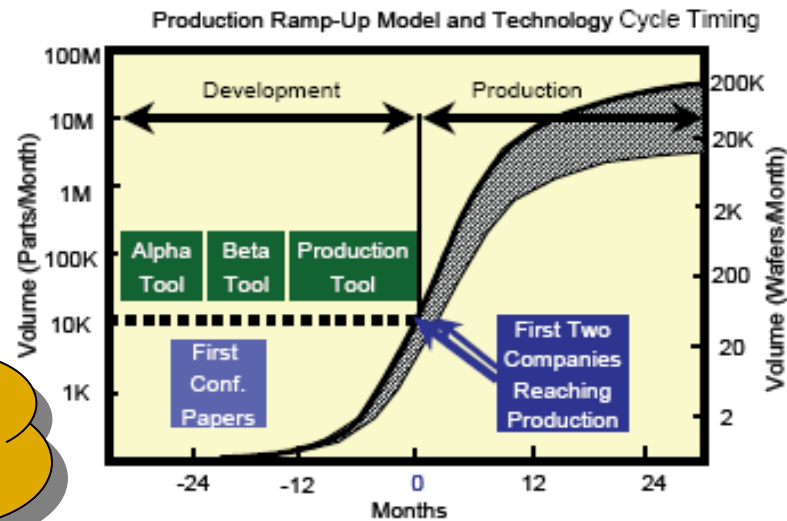 Production Ramp-Up Model and Technology Cycle Timing
Volume (Parts/Month)
100M
10M
1M
100K
10K
1K
Development
Production
Alpha
Tool
Beta
Tool
Production
Tool
First
Conf.
Papers
First Two
Companies
Reaching
Production
200K
20K
2K
200
20
2
Volume (Wafers/Month)
-24
-12
0
12
24
Months